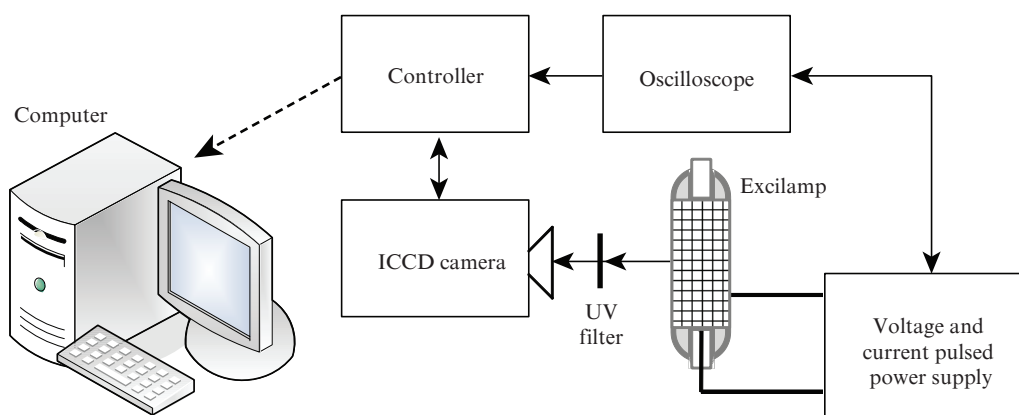 Controller
Oscilloscope
Computer
Excilamp
ICCD camera
UV
filter
Voltage and
current pulsed
power supply